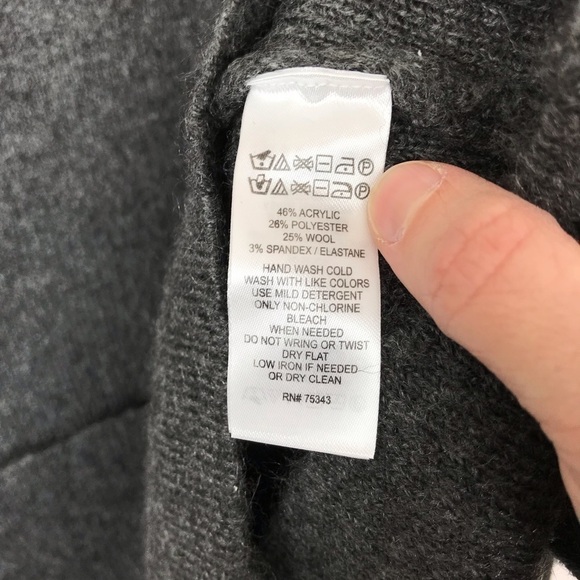 46% ACRYLIC
26% POLYESTER
25% WOOL
3% SPANDEX / ELASTANE
HAND WASH COLD
WASH WITH LIKE COLORS
USE MILD DETERGENT
ONLY NON-CHLORINE
BLEACH
WHEN NEEDED
DO NOT WRING OR TWIST
DRY FLAT
LOW IRON IF NEEDED
OR DRY CLEAN
RN# 75343